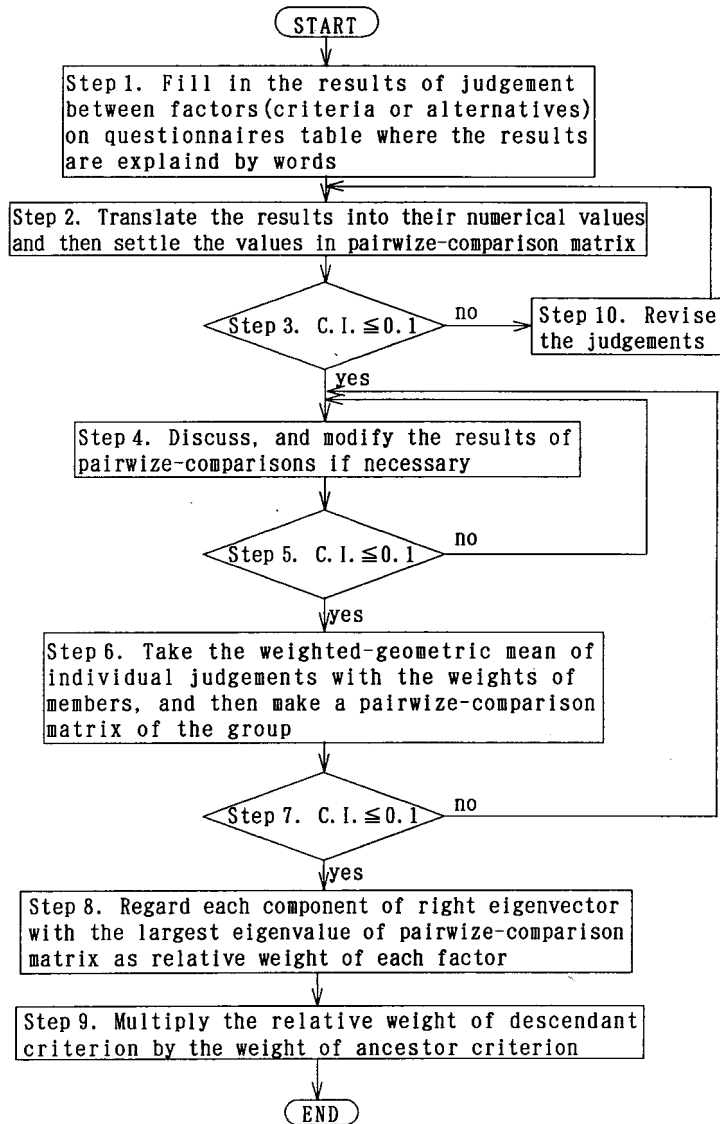 START
Step 1. Fill in the results of judgement
between factors(criteria or alternatives)
on questionnaires table where the results
are explaind by words
Step 2. Translate the results into their numerical values
and then settle the values in pairwize-comparison matrix
Step 3. C.I.≦0.1
no
Step 10. Revise
the judgements
yes
Step 4. Discuss, and modify the results of
pairwize-comparisons if necessary
Step 5. C.I.≦0.1
no
yes
Step 6. Take the weighted-geometric mean of
individual judgements with the weights of
members, and then make a pairwize-comparison
matrix of the group
Step 7. C.I.≦0.1
no
yes
Step 8. Regard each component of right eigenvector
with the largest eigenvalue of pairwize-comparison
matrix as relative weight of each factor
Step 9. Multiply the relative weight of descendant
criterion by the weight of ancestor criterion
END